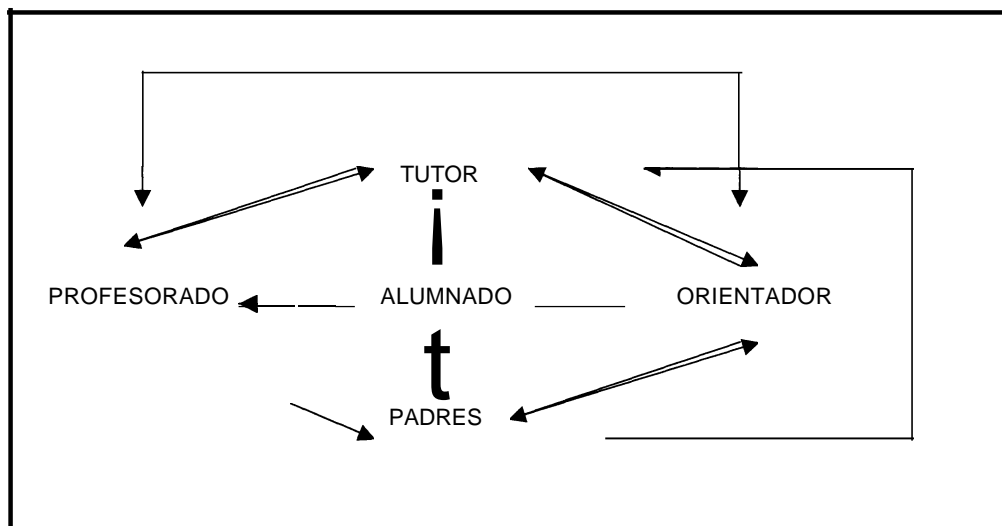 TUTOR
i
PROFESORADO ALUMNADO ORIENTADOR
t
PADRES